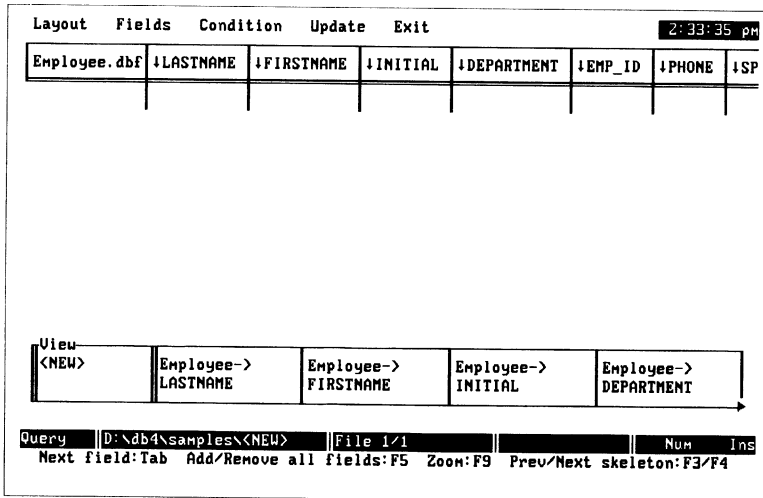 Layout Fields Condition Update Exit 2:33:35 pm
Employee.dbf ↓LASTNAME ↓FIRSTNAME ↓INITIAL ↓DEPARTMENT ↓EMP_ID ↓PHONE ↓SP
View
<NEW> Employee-> Employee-> Employee-> Employee->
LASTNAME FIRSTNAME INITIAL DEPARTMENT
Query D:\db4\samples\<NEW> File 1/1 Num Ins
Next field:Tab Add/Remove all fields:F5 Zoom:F9 Prev/Next skeleton:F3/F4